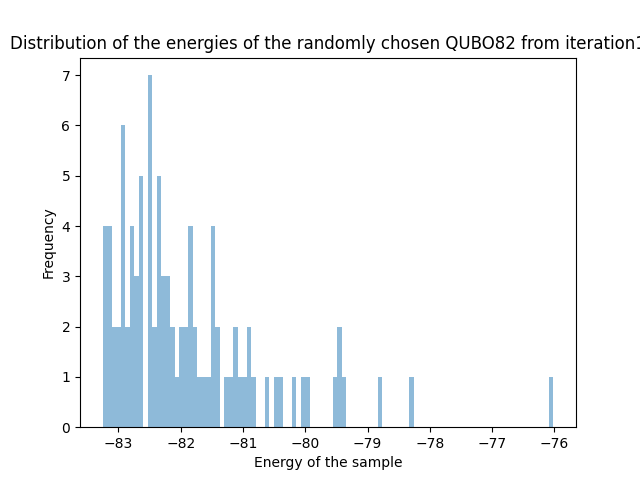 Distribution of the energies of the randomly chosen QUBO82 from iteration1
7
6
5
4
3
2
1
0
Frequency
−83 −82 −81 −80 −79 −78 −77 −76
Energy of the sample